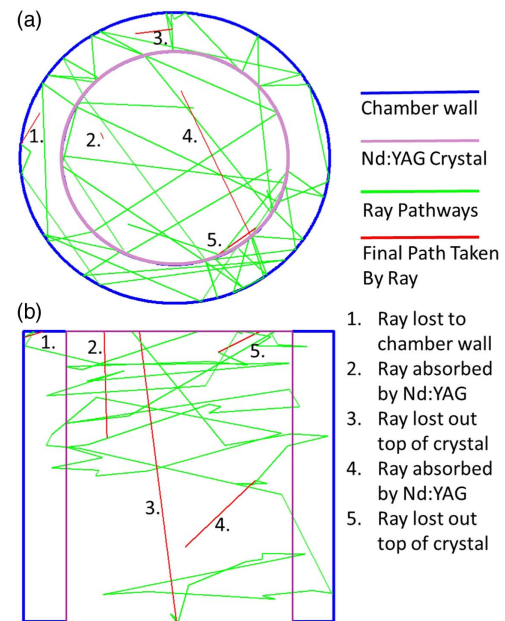 (a)
3.
1.
2.
4.
5.
Chamber wall
Nd:YAG Crystal
Ray Pathways
Final Path Taken
By Ray
(b)
1.
2.
5.
3.
4.
1. Ray lost to
chamber wall
2. Ray absorbed
by Nd:YAG
3. Ray lost out
top of crystal
4. Ray absorbed
by Nd:YAG
5. Ray lost out
top of crystal